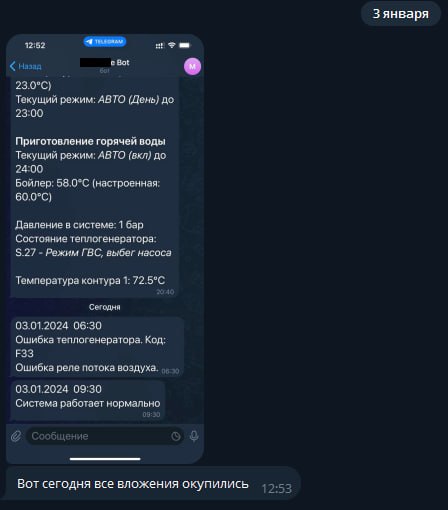 3 января
12:52
TELEGRAM
Назад
e Bot
бот
M
23.0°C)
Текущий режим: АВТО (День) до
23:00
Приготовление горячей воды
Текущий режим: АВТО (вкл) до
24:00
Бойлер: 58.0°C (настроенная:
60.0°C)
Давление в системе: 1 бар
Состояние теплогенератора:
S.27 - Режим ГВС, выбег насоса
Температура контура 1: 72.5°C
20:40
Сегодня
03.01.2024 06:30
Ошибка теплогенератора. Код:
F33
Ошибка реле потока воздуха.
06:30
03.01.2024 09:30
Система работает нормально
09:30
Сообщение
Вот сегодня все вложения окупились
12:53